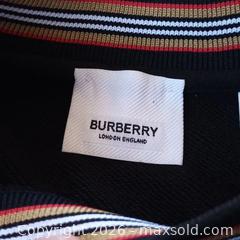 BURBERRY
LONDON ENGLAND
Copyright 2026 - maxsold.com